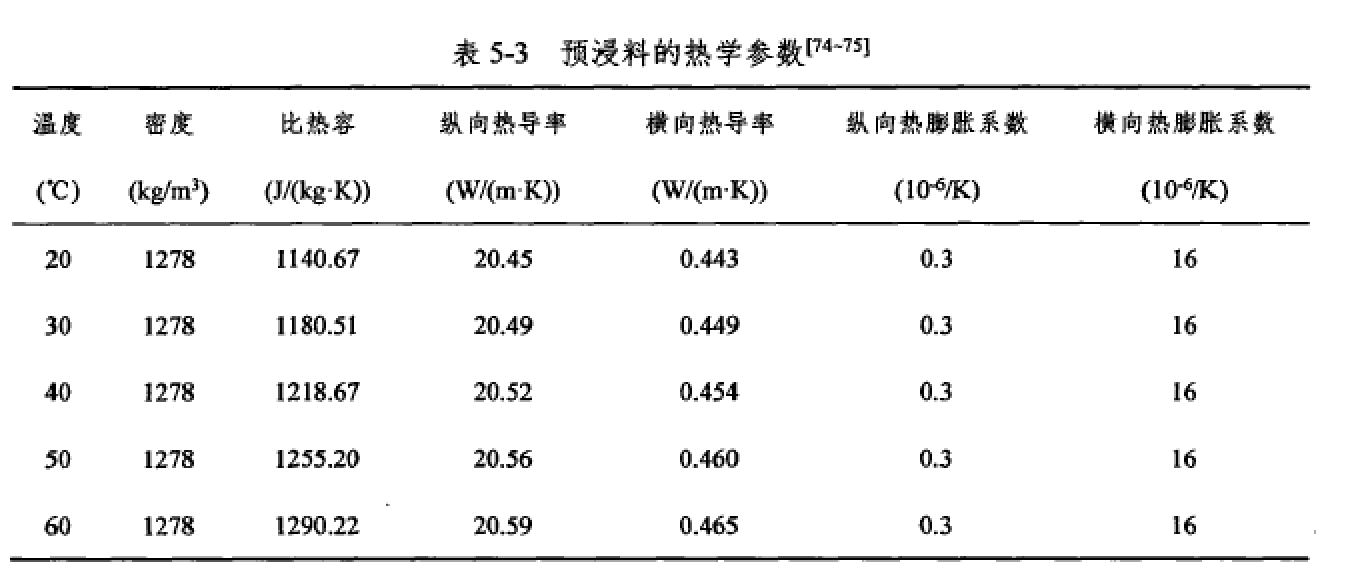 表 5-3 预浸料的热学参数[74~75]
温度 密度 比热容 纵向热导率 横向热导率 纵向热膨胀系数 横向热膨胀系数
(℃) (kg/m³) (J/(kg·K)) (W/(m·K)) (W/(m·K)) (10⁻⁶/K) (10⁻⁶/K)
20 1278 1140.67 20.45 0.443 0.3 16
30 1278 1180.51 20.49 0.449 0.3 16
40 1278 1218.67 20.52 0.454 0.3 16
50 1278 1255.20 20.56 0.460 0.3 16
60 1278 1290.22 20.59 0.465 0.3 16